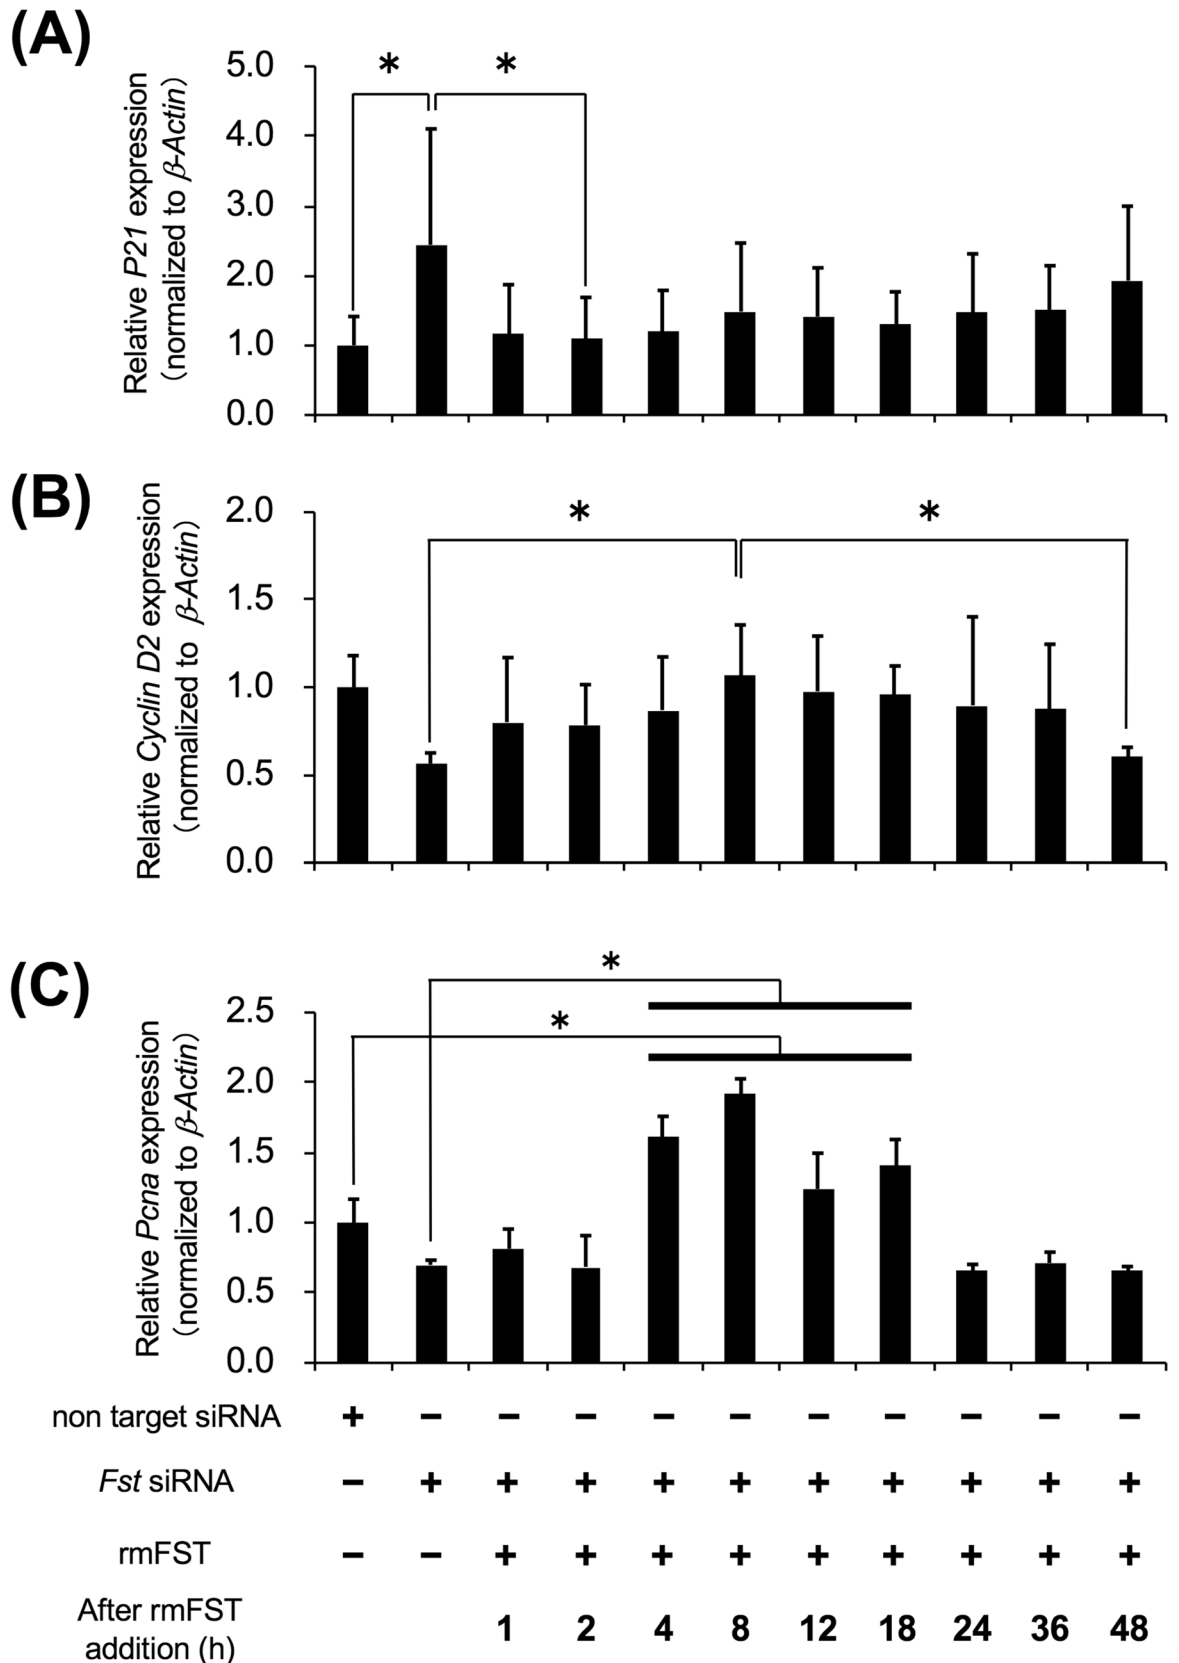 (A)
Relative P21 expression
(normalized to β-Actin)
5.0
4.0
3.0
2.0
1.0
0.0
* *
(B)
Relative Cyclin D2 expression
(normalized to β-Actin)
2.0
1.5
1.0
0.5
0.0
* *
(C)
Relative Pcna expression
(normalized to β-Actin)
2.5
2.0
1.5
1.0
0.5
0.0
*
*
non target siRNA + − − − − − − − − − −
Fst siRNA − + + + + + + + + + +
rmFST − − + + + + + + + + +
After rmFST
addition (h) 1 2 4 8 12 18 24 36 48